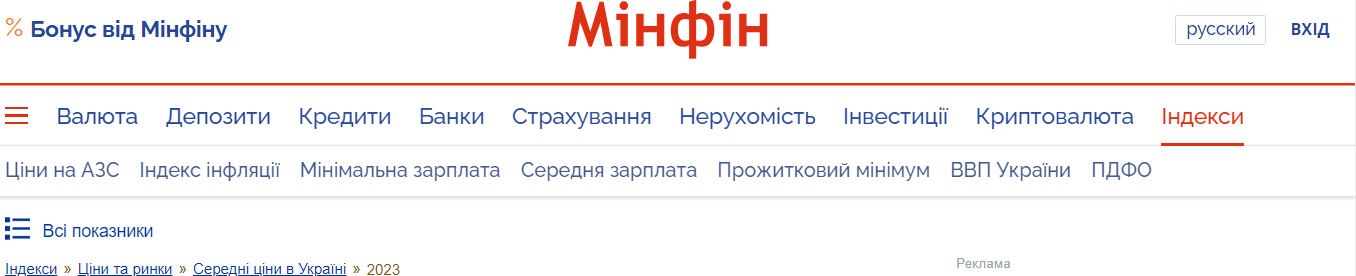 % Бонус від Мінфіну
Мінфін
русский ВХІД
Валюта Депозити Кредити Банки Страхування Нерухомість Інвестиції Криптовалюта Індекси
Ціни на АЗС Індекс інфляції Мінімальна зарплата Середня зарплата Прожитковий мінімум ВВП України ПДФО
Всі показники
Індекси » Ціни та ринки » Середні ціни в Україні » 2023
Реклама